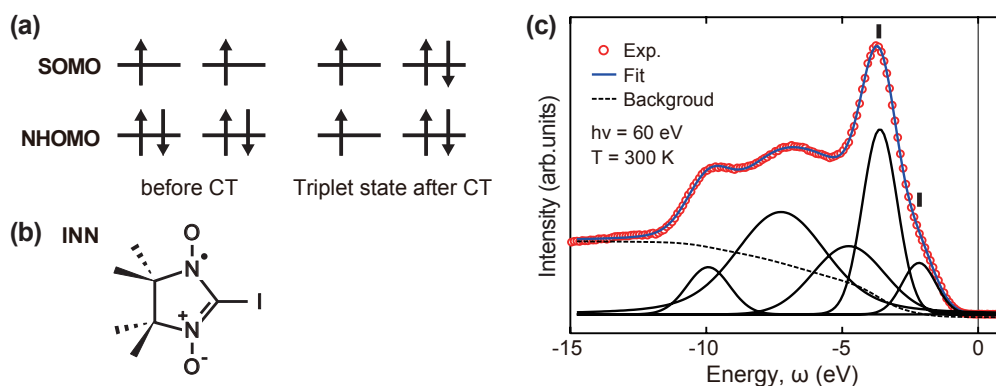 (a)
SOMO
NHOMO
before CT
Triplet state after CT
(b) INN
O
N•
I
+
N
O-
(c)
Exp.
Fit
Backgroud
hν = 60 eV
T = 300 K
Intensity (arb.units)
-15
-10
-5
0
Energy, ω (eV)